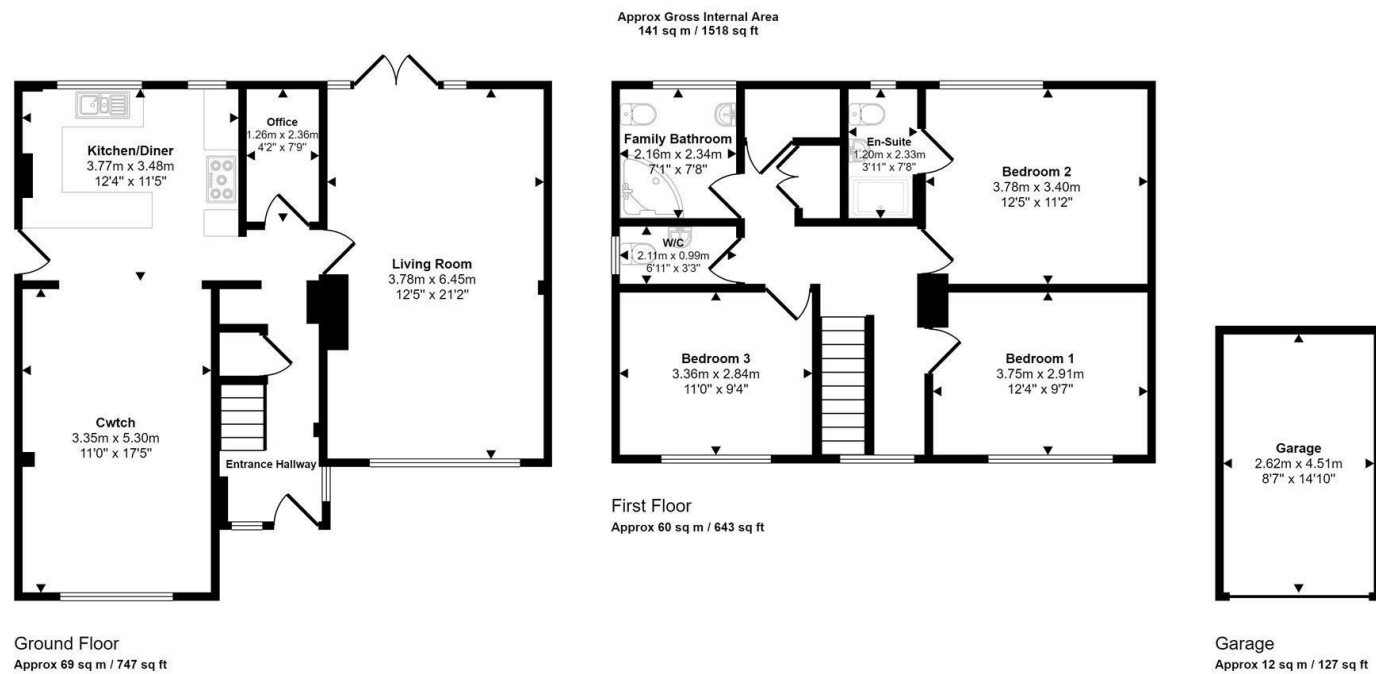 Approx Gross Internal Area
141 sq m / 1518 sq ft
Kitchen/Diner
3.77m x 3.48m
12'4" x 11'5"
Office
1.26m x 2.36m
4'2" x 7'9"
Living Room
3.78m x 6.45m
12'5" x 21'2"
Cwtch
3.35m x 5.30m
11'0" x 17'5"
Entrance Hallway
Ground Floor
Approx 69 sq m / 747 sq ft
Family Bathroom
2.16m x 2.34m
7'1" x 7'8"
En-Suite
1.20m x 2.33m
3'11" x 7'8"
Bedroom 2
3.78m x 3.40m
12'5" x 11'2"
W/C
2.11m x 0.99m
6'11" x 3'3"
Bedroom 3
3.36m x 2.84m
11'0" x 9'4"
Bedroom 1
3.75m x 2.91m
12'4" x 9'7"
First Floor
Approx 60 sq m / 643 sq ft
Garage
2.62m x 4.51m
8'7" x 14'10"
Garage
Approx 12 sq m / 127 sq ft